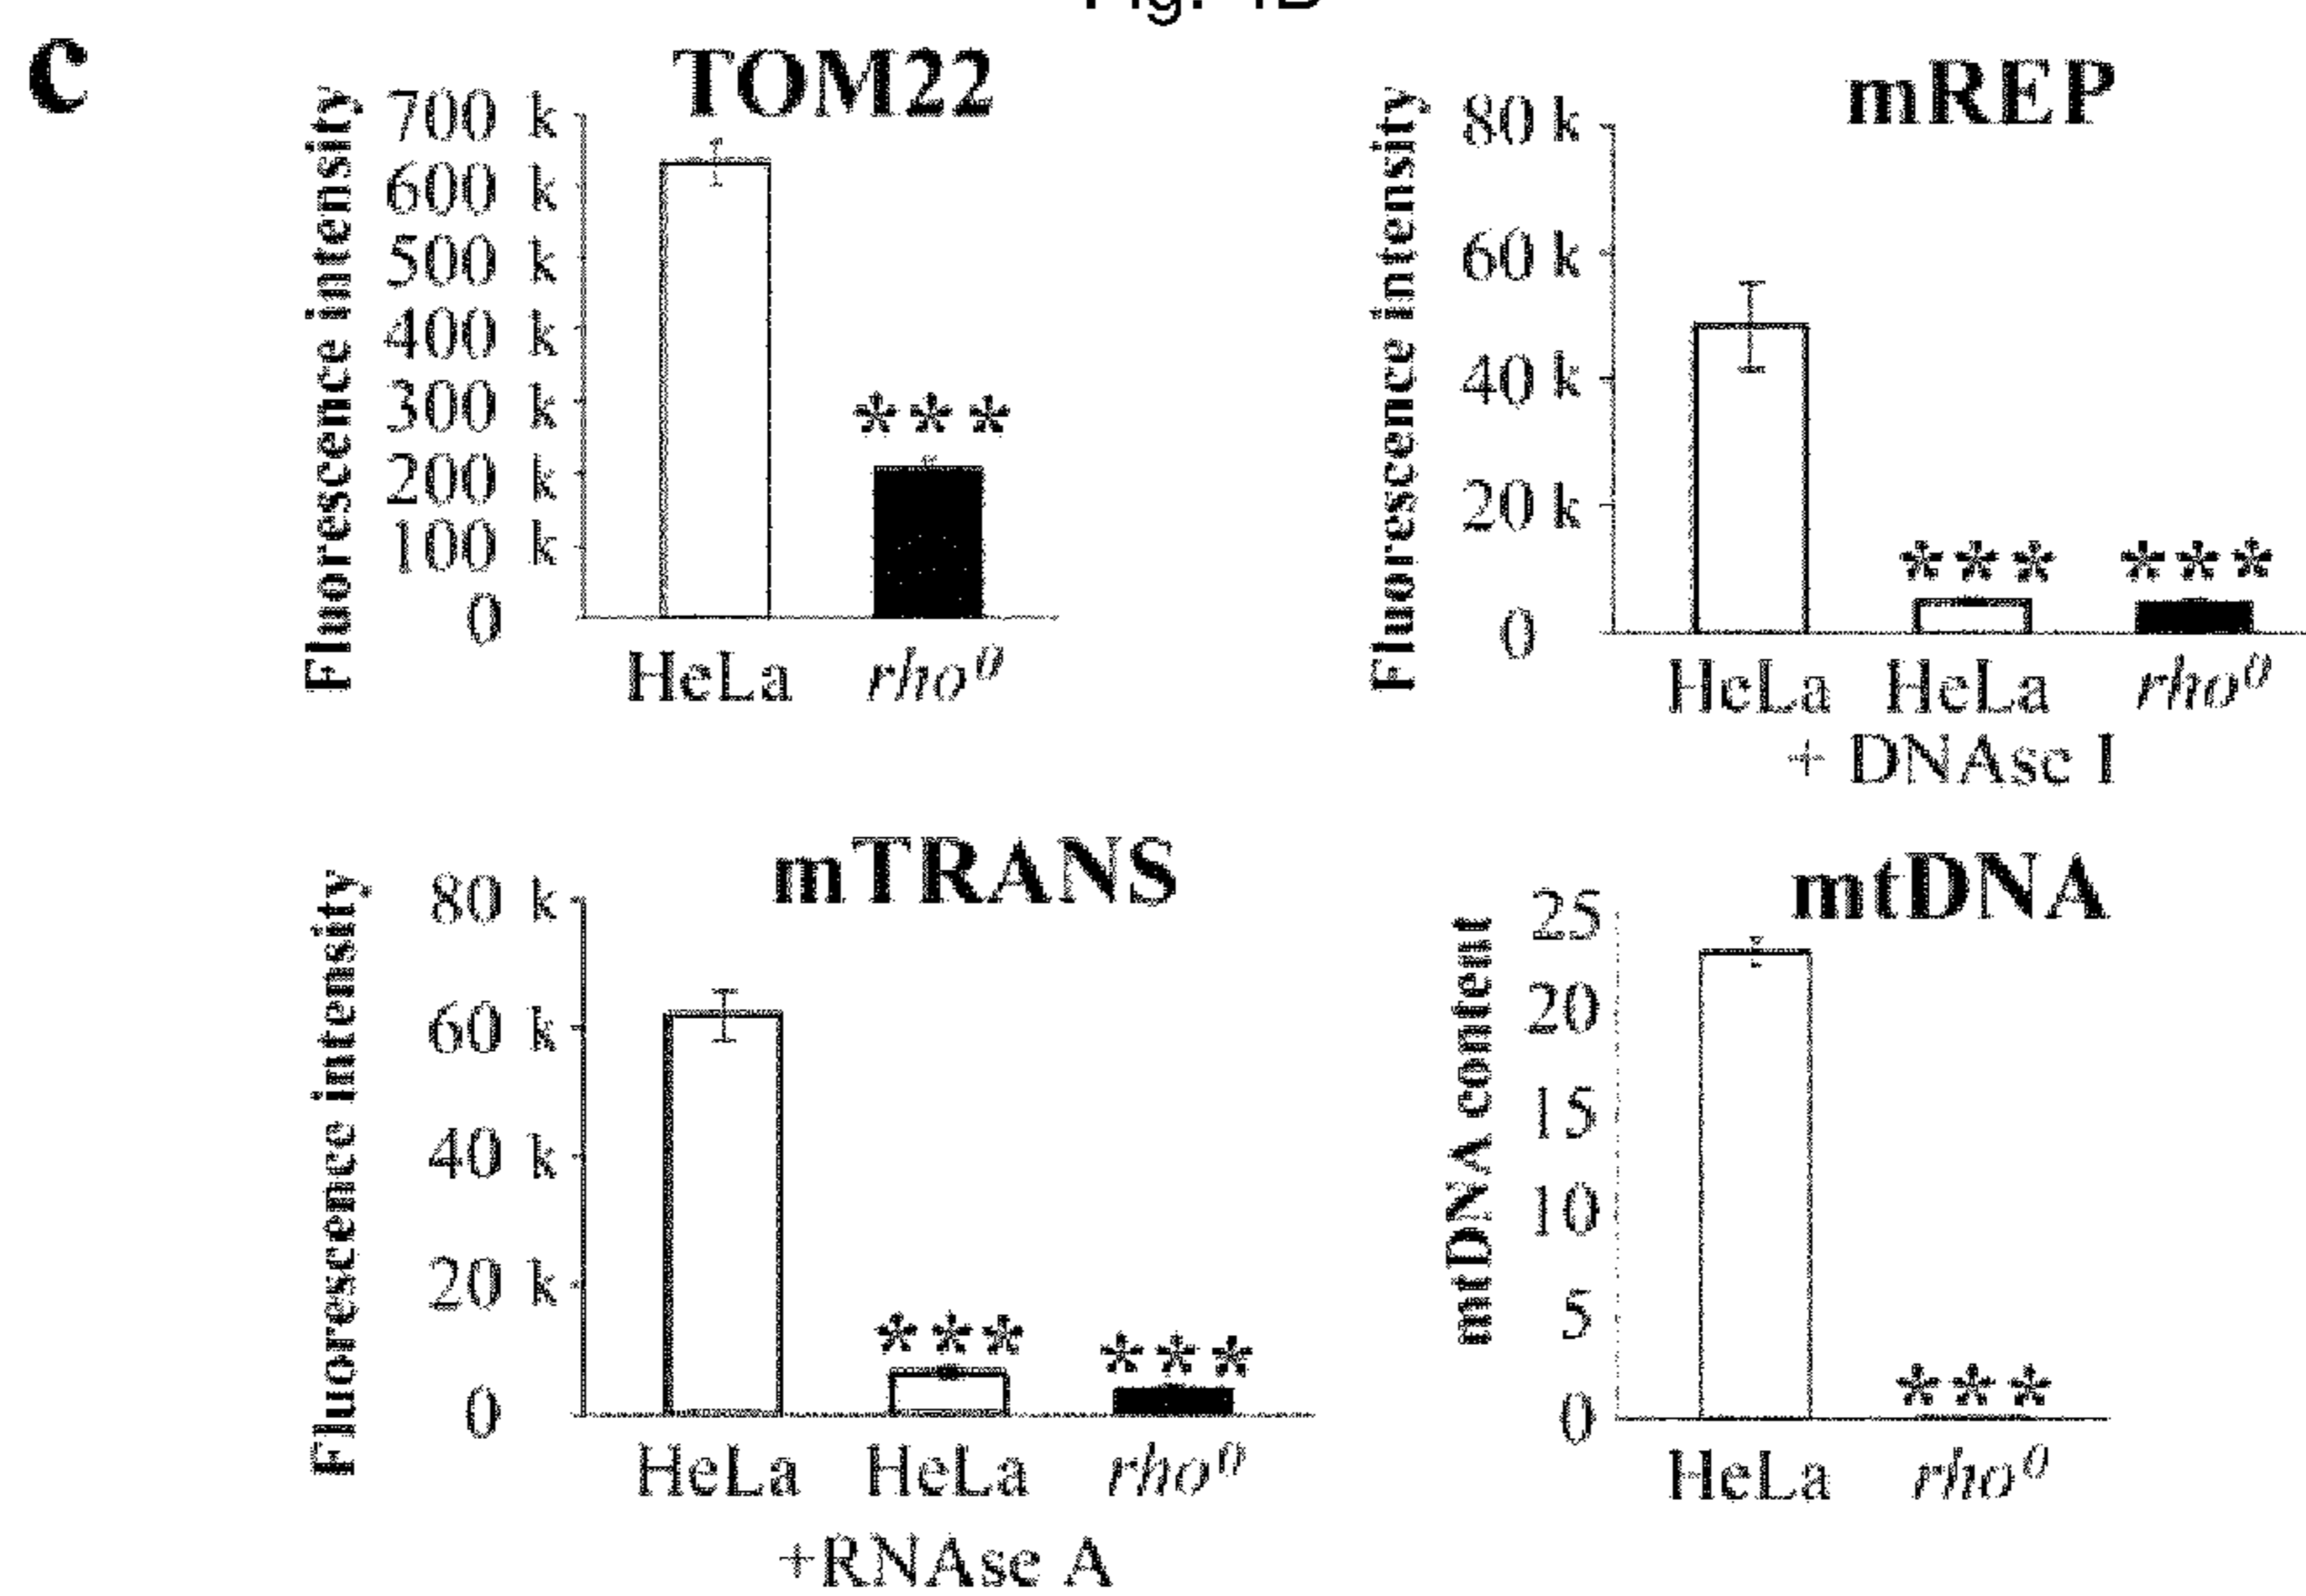 C
TOM22
Fluorescence intensity
700 k
600 k
500 k
400 k
300 k
200 k
100 k
0
***
HeLa rho⁰
mREP
Fluorescence intensity
80 k
60 k
40 k
20 k
0
*** ***
HeLa HeLa rho⁰
+ DNAse I
mTRANS
Fluorescence intensity
80 k
60 k
40 k
20 k
0
*** ***
HeLa HeLa rho⁰
+RNAse A
mtDNA
mtDNA content
25
20
15
10
5
0
***
HeLa rho⁰